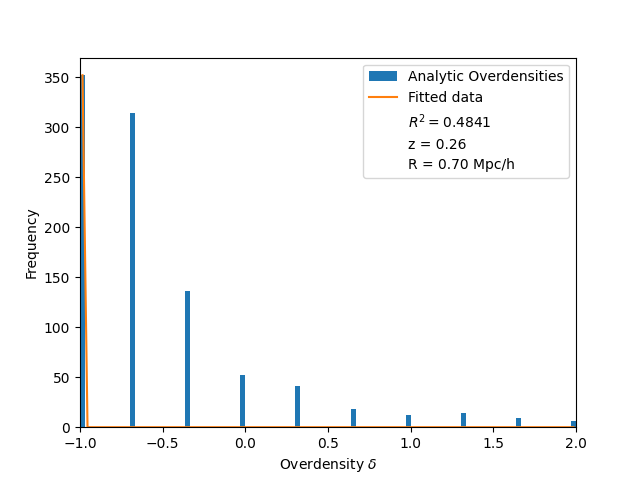 Analytic Overdensities
Fitted data
R² = 0.4841
z = 0.26
R = 0.70 Mpc/h
Frequency
350
300
250
200
150
100
50
0
−1.0 −0.5 0.0 0.5 1.0 1.5 2.0
Overdensity δ